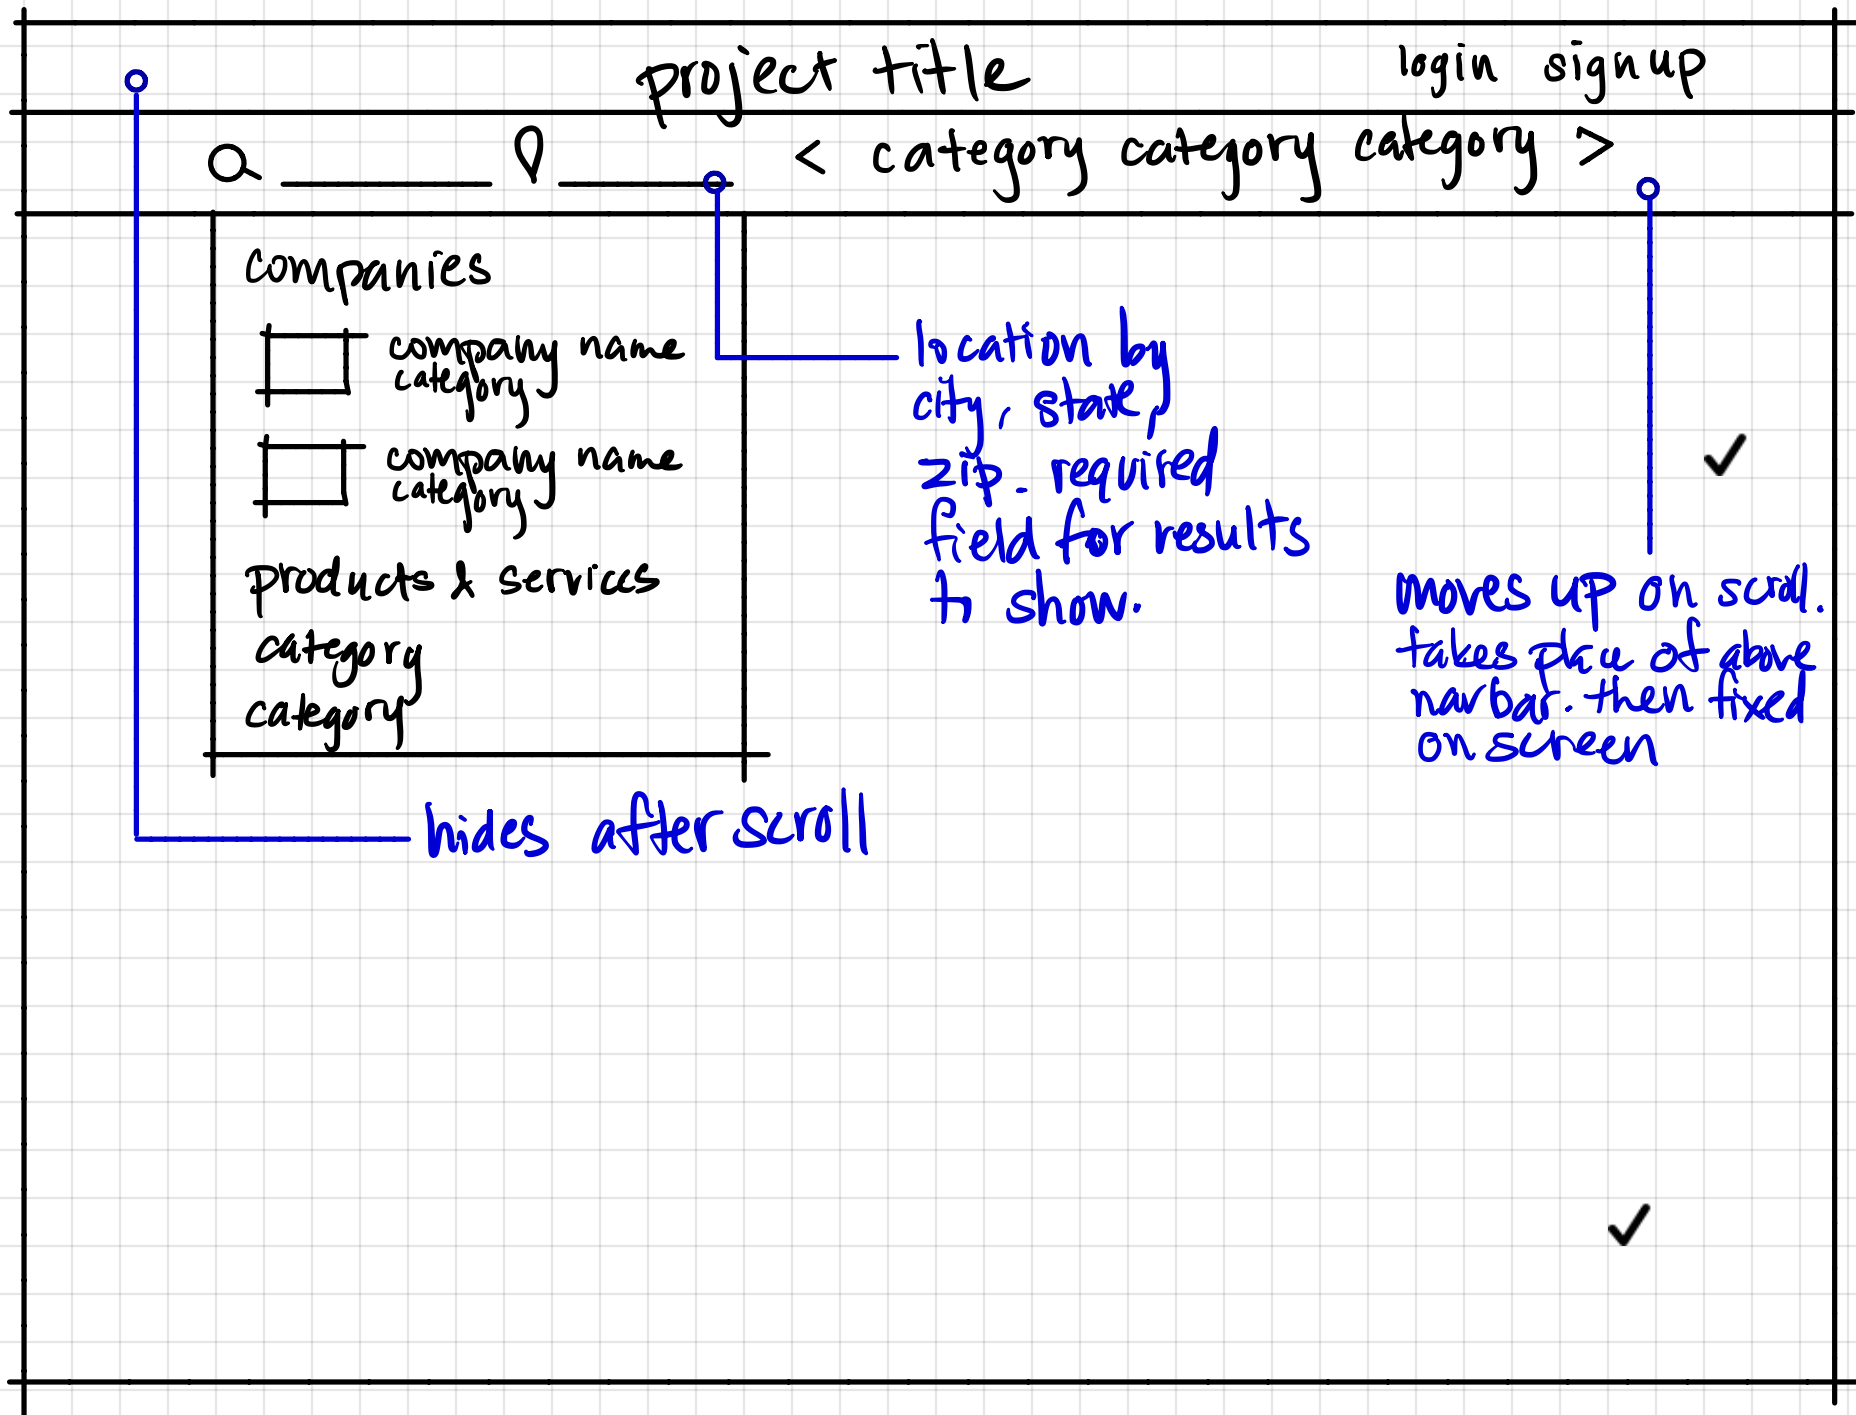 project title
login signup
< category category category >
companies
company name
category
company name
category
products & services
category
category
location by
city, state,
zip. required
field for results
to show.
moves up on scroll.
takes place of above
navbar. then fixed
on screen
hides after scroll